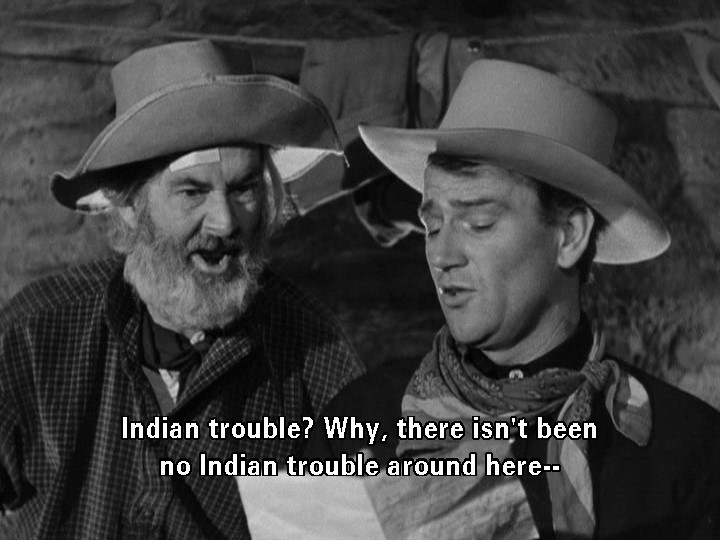 Indian trouble? Why, there isn't been
no Indian trouble around here--